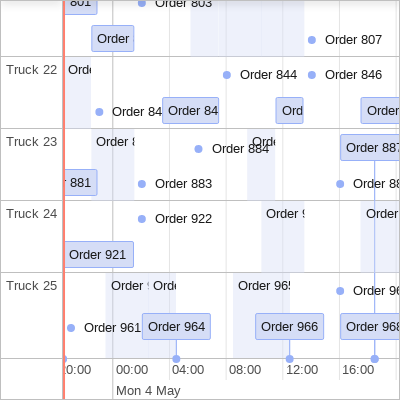 801 Order 803
Order Order 807
Truck 22 Orde Order 844 Order 846
Order 84 Order 84 Ord Order
Truck 23 Order 8 Order 884 Orde Order 887
881 Order 883 Order 88
Truck 24 Order 922 Order 9 Order
Order 921
Truck 25 Order Orde Order 965 Order 96
Order 961 Order 964 Order 966 Order 968
0:00 00:00 04:00 08:00 12:00 16:00
Mon 4 May